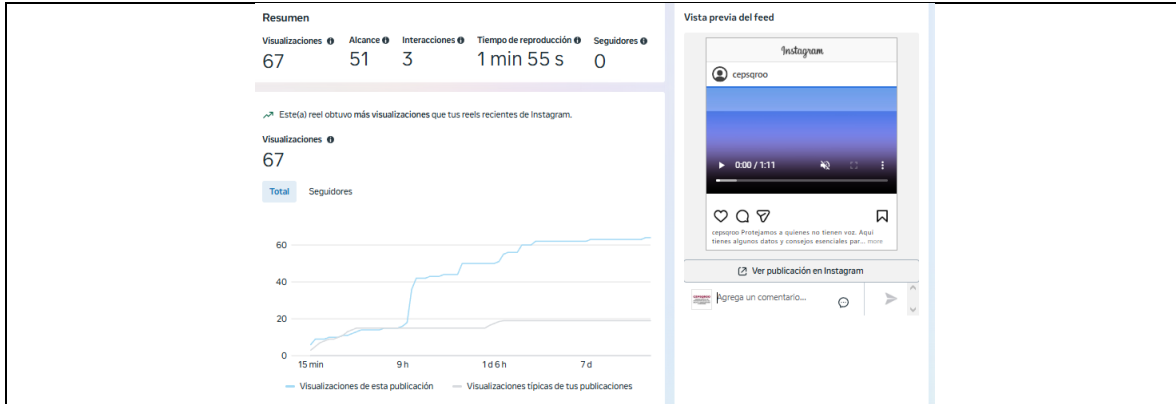 Resumen
Visualizaciones Alcance Interacciones Tiempo de reproducción Seguidores
67 51 3 1 min 55 s 0
Este(a) reel obtuvo más visualizaciones que tus reels recientes de Instagram.
Visualizaciones
67
Total Seguidores
60
40
20
0
15 min 9 h 1 d 6 h 7 d
Visualizaciones de esta publicación Visualizaciones típicas de tus publicaciones
Vista previa del feed
Instagram
cepsqroo
0:00 / 1:11
cepsqroo Protejamos a quienes no tienen voz. Aqui
tienes algunos datos y consejos esenciales par... more
Ver publicación en Instagram
Agrega un comentario...